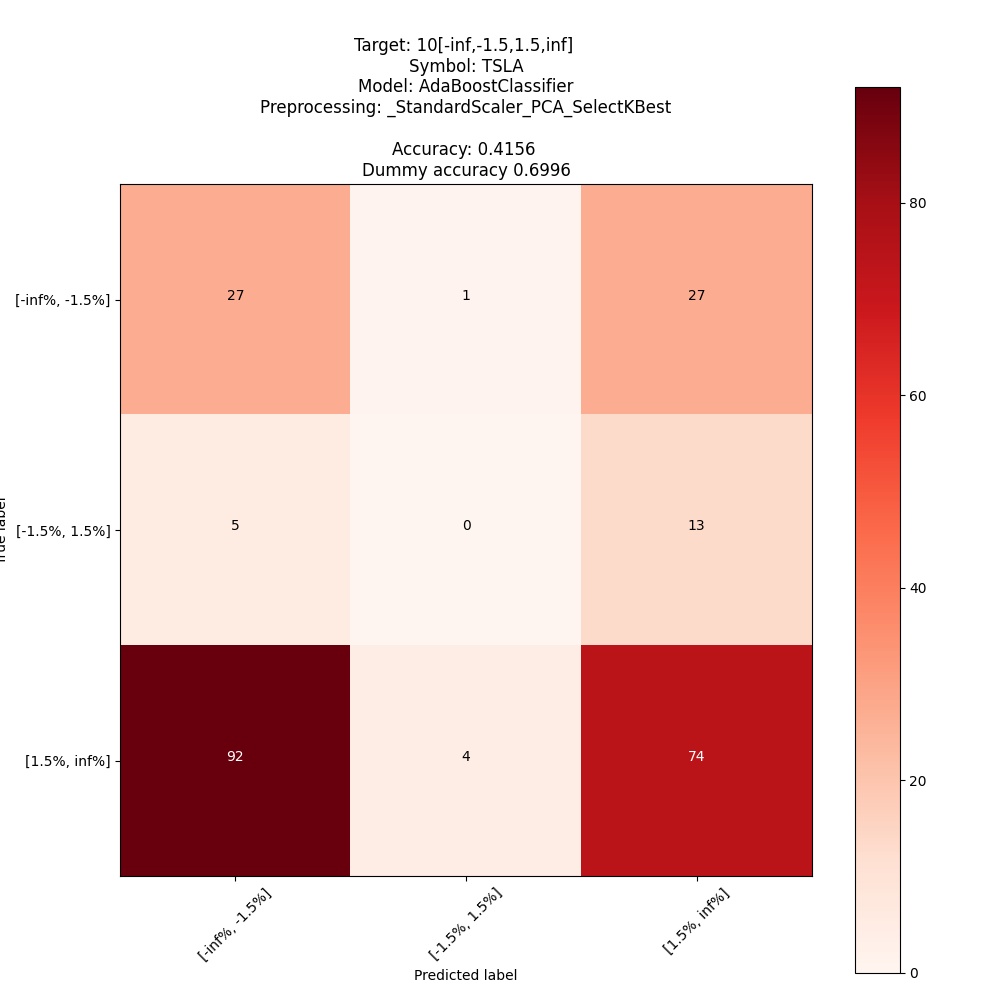 Target: 10[-inf,-1.5,1.5,inf]
Symbol: TSLA
Model: AdaBoostClassifier
Preprocessing: _StandardScaler_PCA_SelectKBest
Accuracy: 0.4156
Dummy accuracy 0.6996
[-inf%, -1.5%]
27
1
27
[-1.5%, 1.5%]
5
0
13
[1.5%, inf%]
92
4
74
[-inf%, -1.5%]
[-1.5%, 1.5%]
[1.5%, inf%]
Predicted label
80
60
40
20
0